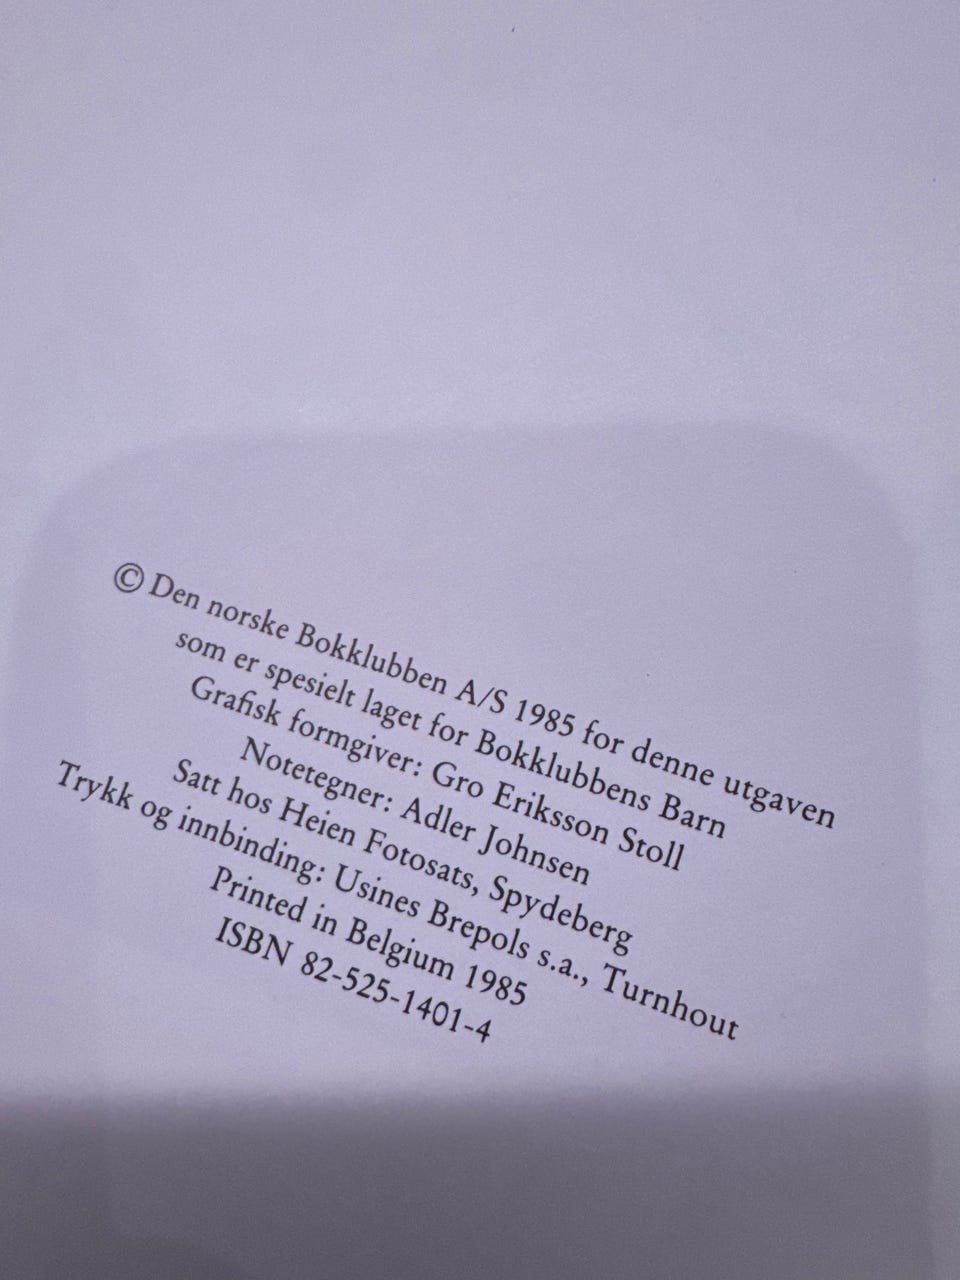 © Den norske Bokklubben A/S 1985 for denne utgaven
som er spesielt laget for Bokklubbens Barn
Grafisk formgiver: Gro Eriksson Stoll
Notetegner: Adler Johnsen
Satt hos Heien Fotosats, Spydeberg
Trykk og innbinding: Usines Brepols s.a., Turnhout
Printed in Belgium 1985
ISBN 82-525-1401-4